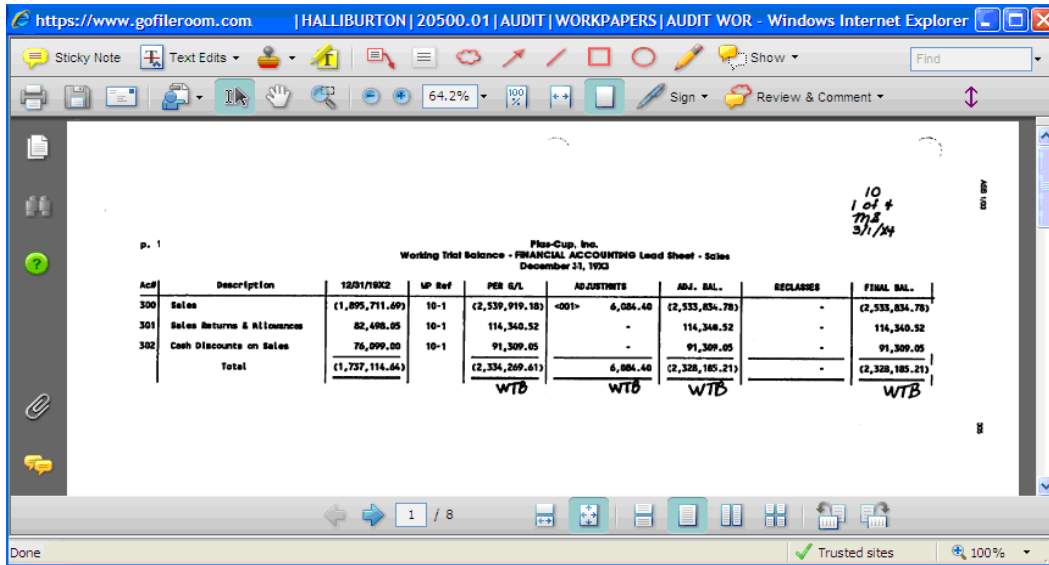 https://www.gofileroom.com |HALLIBURTON|20500.01|AUDIT|WORKPAPERS|AUDIT WOR - Windows Internet Explorer
Sticky Note Text Edits Show Find
64.2% 100% Sign Review & Comment
10
1 of 4
MS
3/1/X4
ASB 1/03
p. 1
Plas-Cup, Inc.
Working Trial Balance - FINANCIAL ACCOUNTING Lead Sheet - Sales
December 31, 19X3
Ac# Description 12/31/19X2 WP Ref PER G/L ADJUSTMNTS ADJ. BAL. RECLASSES FINAL BAL.
300 Sales (1,895,711.69) 10-1 (2,539,919.18) <001> 6,084.40 (2,533,834.78) - (2,533,834.78)
301 Sales Returns & Allowances 82,498.05 10-1 114,340.52 - 114,340.52 - 114,340.52
302 Cash Discounts on Sales 76,099.00 10-1 91,309.05 - 91,309.05 - 91,309.05
Total (1,737,114.64) (2,334,269.61) 6,084.40 (2,328,185.21) - (2,328,185.21)
WTB WTB WTB WTB
1 / 8
Done Trusted sites 100%